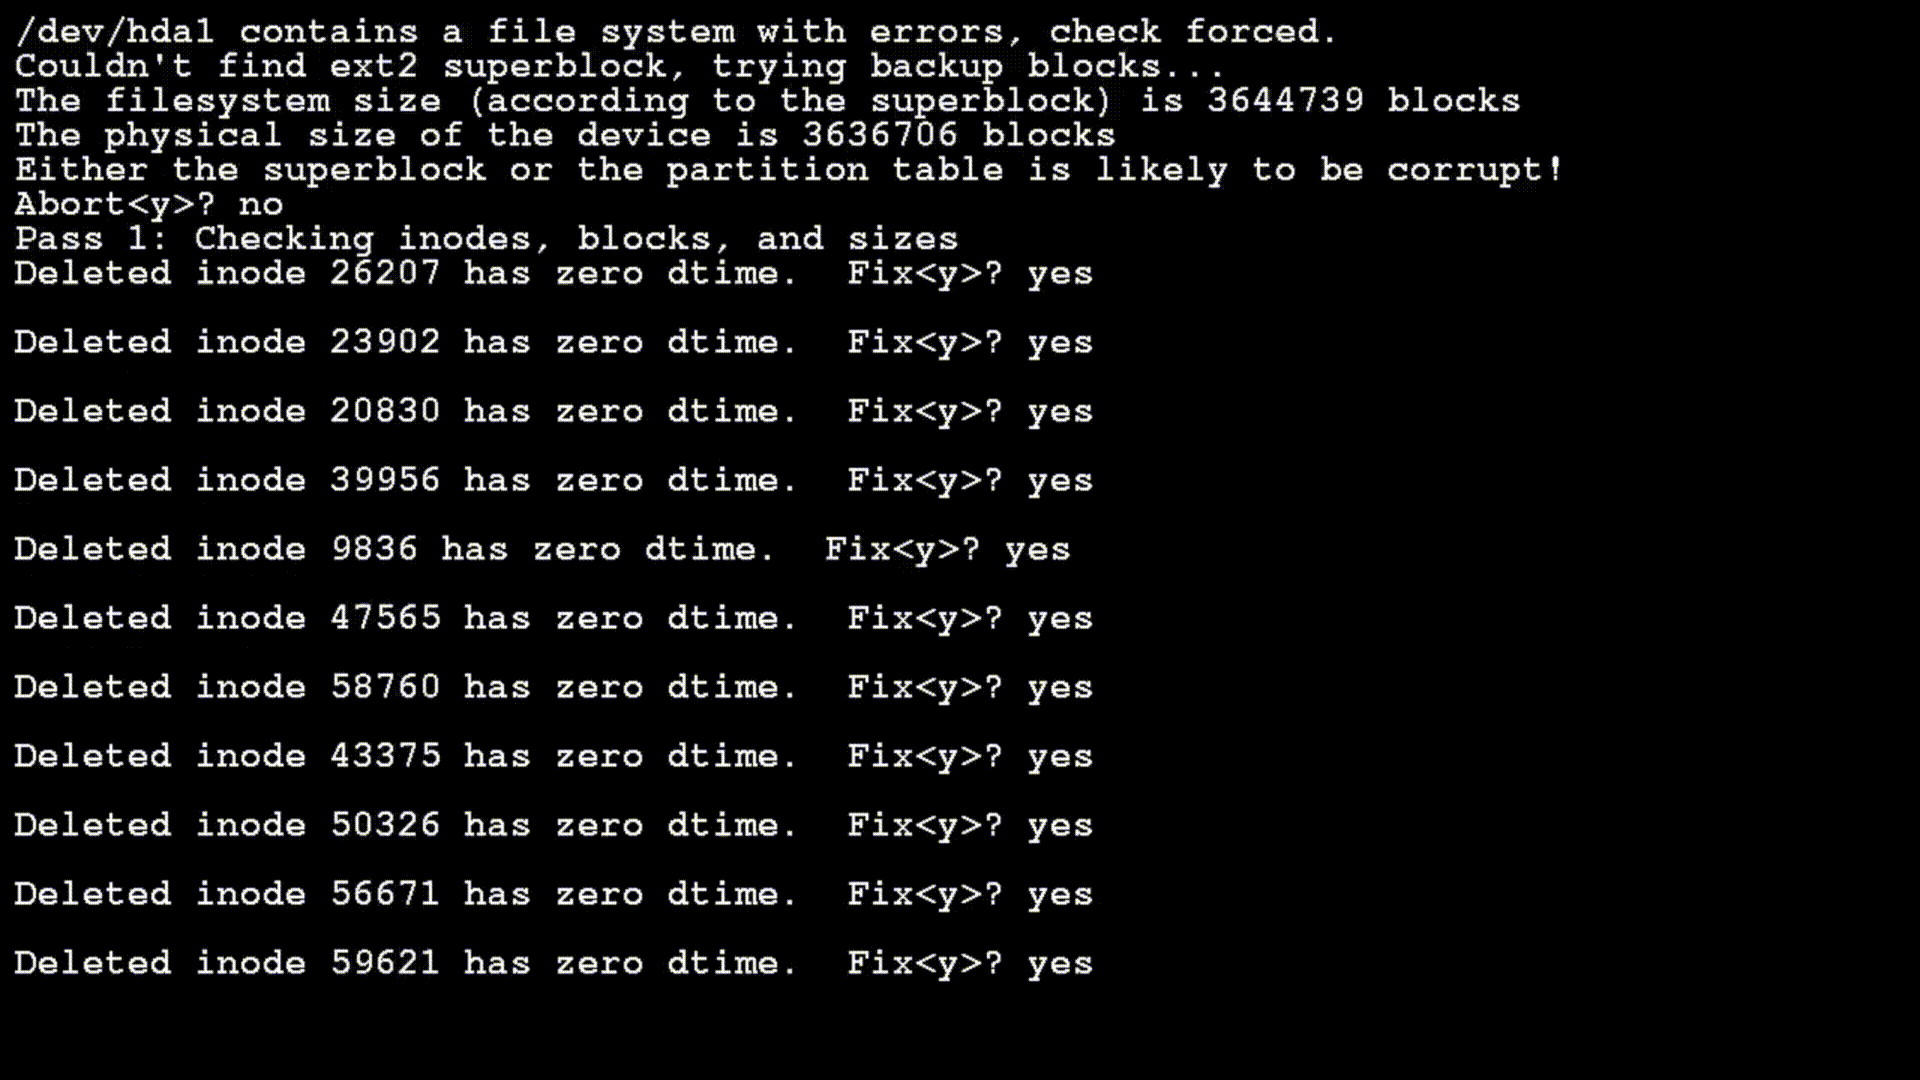 /dev/hda1 contains a file system with errors, check forced.
Couldn't find ext2 superblock, trying backup blocks...
The filesystem size (according to the superblock) is 3644739 blocks
The physical size of the device is 3636706 blocks
Either the superblock or the partition table is likely to be corrupt!
Abort<y>? no
Pass 1: Checking inodes, blocks, and sizes
Deleted inode 26207 has zero dtime.  Fix<y>? yes
Deleted inode 23902 has zero dtime.  Fix<y>? yes
Deleted inode 20830 has zero dtime.  Fix<y>? yes
Deleted inode 39956 has zero dtime.  Fix<y>? yes
Deleted inode 9836 has zero dtime.  Fix<y>? yes
Deleted inode 47565 has zero dtime.  Fix<y>? yes
Deleted inode 58760 has zero dtime.  Fix<y>? yes
Deleted inode 43375 has zero dtime.  Fix<y>? yes
Deleted inode 50326 has zero dtime.  Fix<y>? yes
Deleted inode 56671 has zero dtime.  Fix<y>? yes
Deleted inode 59621 has zero dtime.  Fix<y>? yes